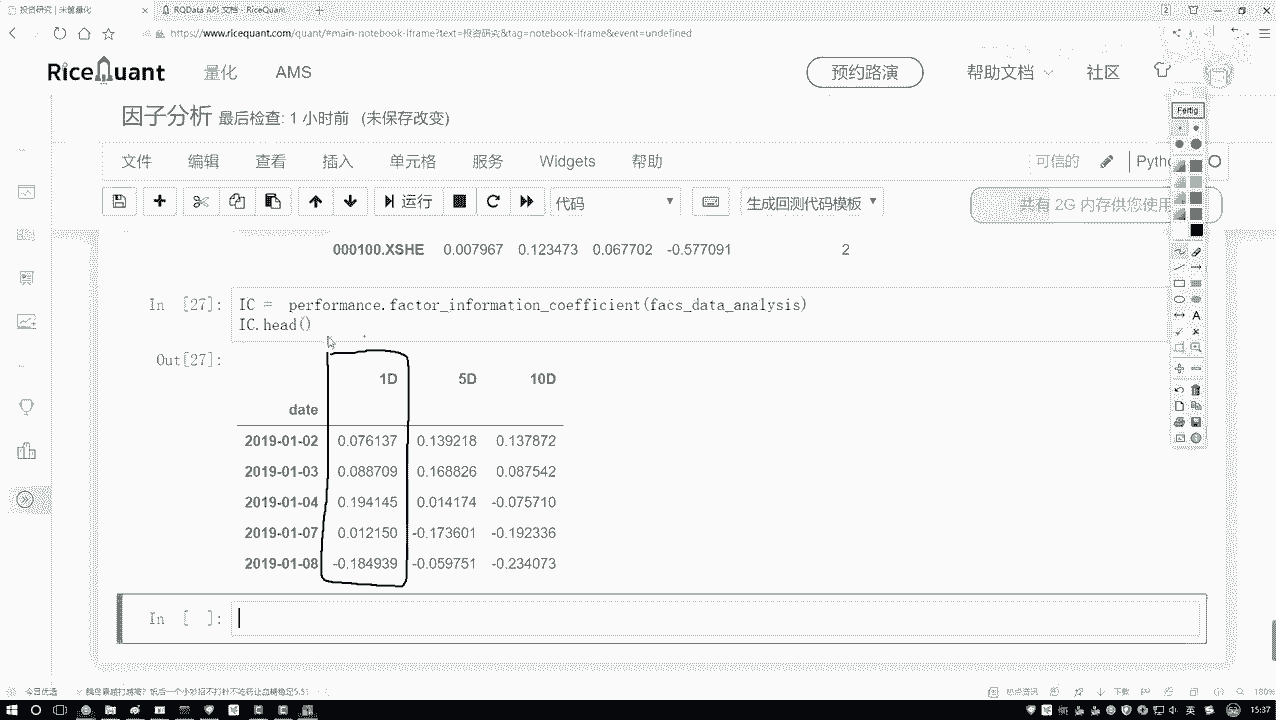 投资研究 | 米筐量化
RQData API 文档 - RiceQuant
https://www.ricequant.com/quant/#main-notebook-iframe?text=投资研究&tag=notebook-iframe&event=undefined
RiceQuant 量化 AMS 预约路演 帮助文档 社区
因子分析 最后检查: 1 小时前 (未保存改变)
Fertig
文件 编辑 查看 插入 单元格 服务 Widgets 帮助 可信的
运行 代码 生成回测代码模板 共有 2G 内存供您使用
000100.XSHE 0.007967 0.123473 0.067702 -0.577091 2
In [27]: IC = performance.factor_information_coefficient(facs_data_analysis)
IC.head()
Out[27]:
1D 5D 10D
date
2019-01-02 0.076137 0.139218 0.137872
2019-01-03 0.088709 0.168826 0.087542
2019-01-04 0.194145 0.014174 -0.075710
2019-01-07 0.012150 -0.173601 -0.192336
2019-01-08 -0.184939 -0.059751 -0.234073
In [ ]:
今日优选
下载
180%
英
15:37